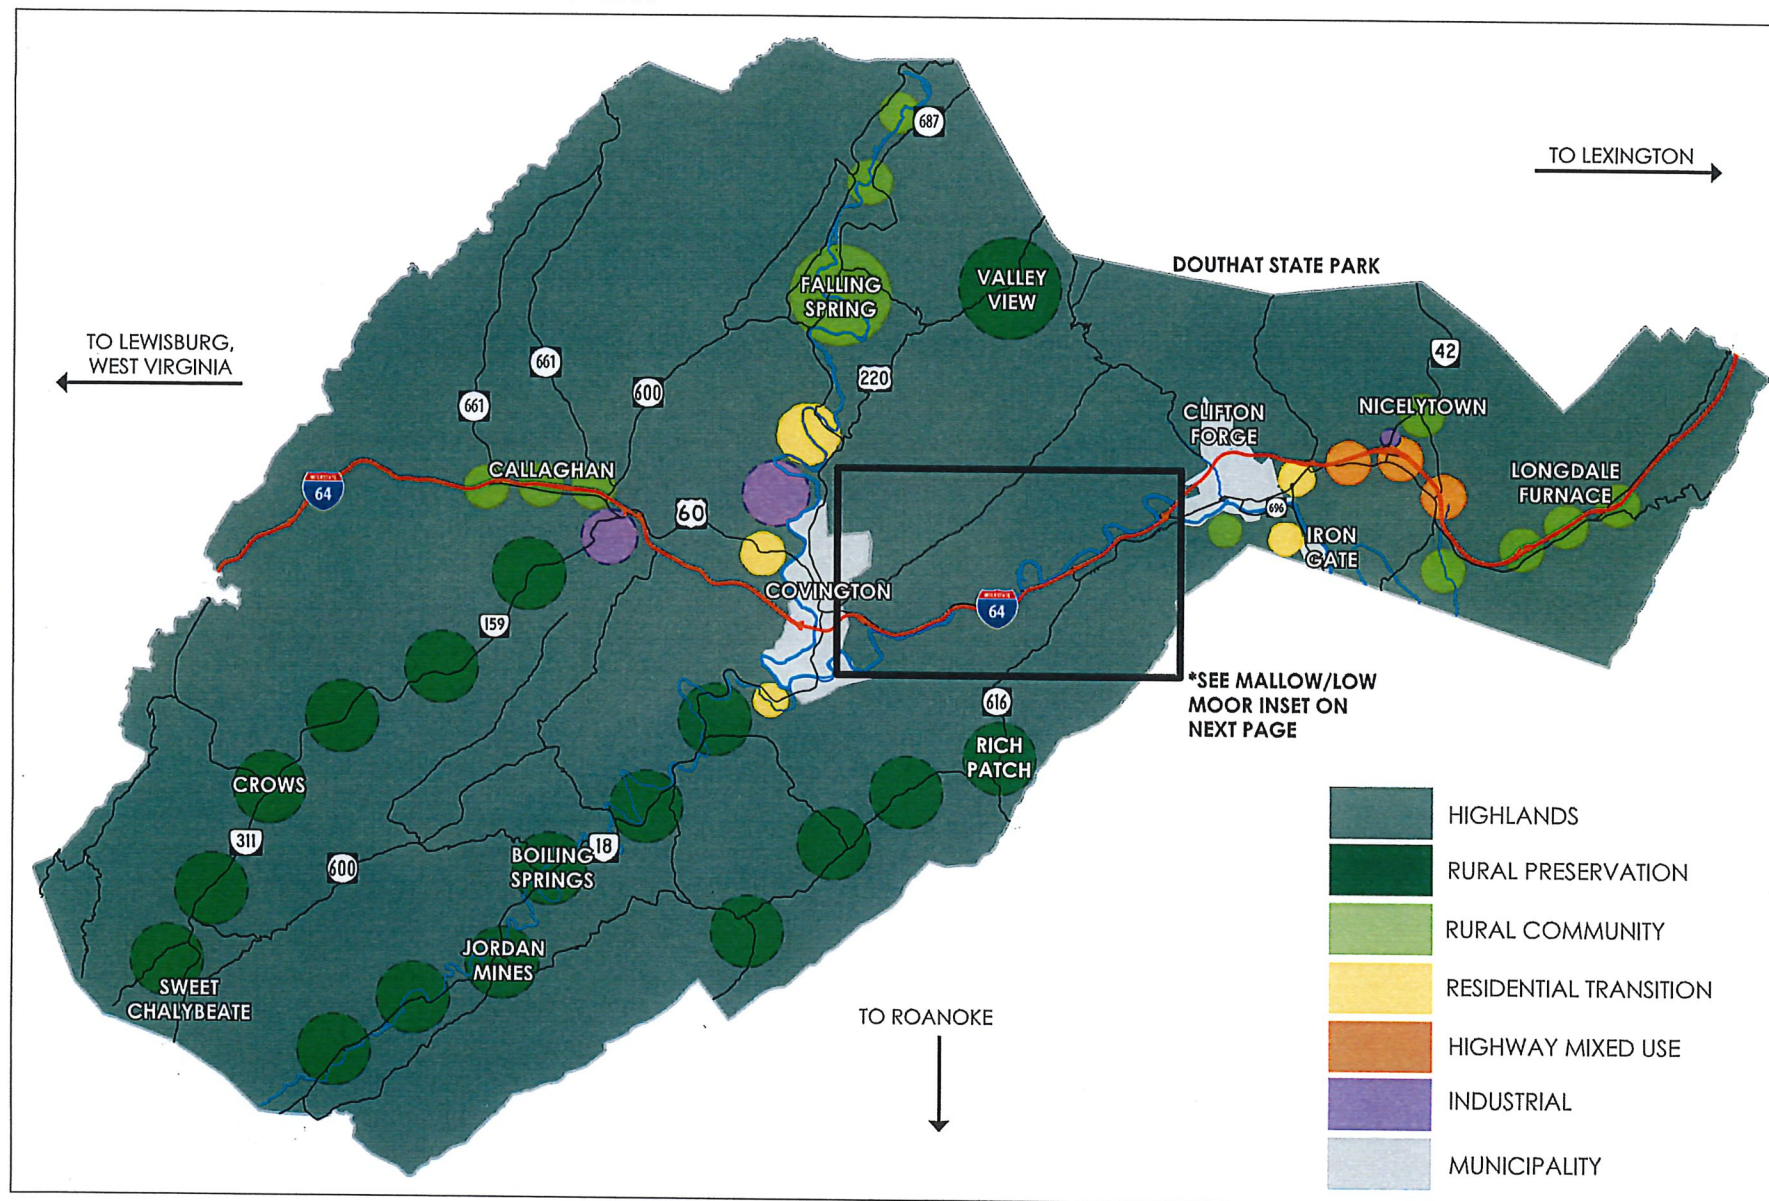 687
TO LEXINGTON
DOUTHAT STATE PARK
FALLING
SPRING
VALLEY
VIEW
TO LEWISBURG,
WEST VIRGINIA
661
661
600
220
42
CLIFTON
FORGE
NICELYTOWN
CALLAGHAN
INTERSTATE
64
60
LONGDALE
FURNACE
696
IRON
GATE
COVINGTON
INTERSTATE
64
159
*SEE MALLOW/LOW
MOOR INSET ON
NEXT PAGE
616
RICH
PATCH
CROWS
311
600
BOILING
SPRINGS
18
JORDAN
MINES
SWEET
CHALYBEATE
TO ROANOKE
HIGHLANDS
RURAL PRESERVATION
RURAL COMMUNITY
RESIDENTIAL TRANSITION
HIGHWAY MIXED USE
INDUSTRIAL
MUNICIPALITY